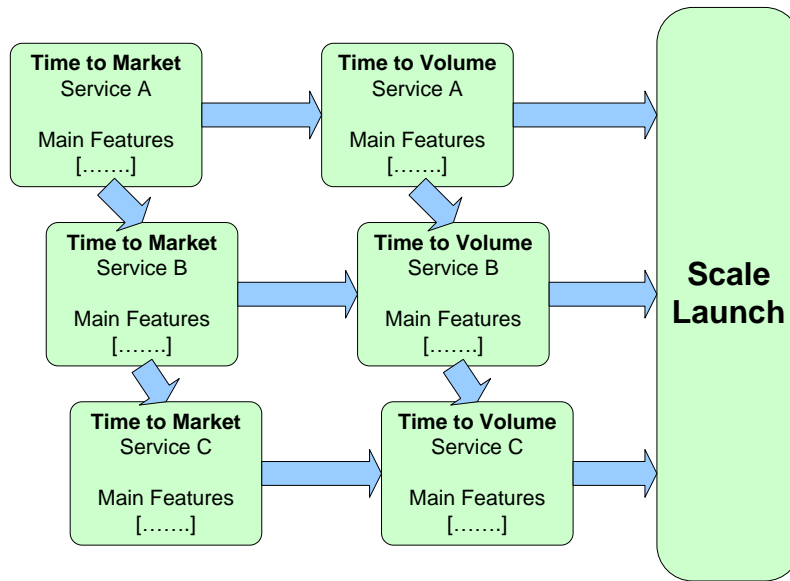 Time to Market
Service A
Main Features
[.......]
Time to Volume
Service A
Main Features
[.......]
Time to Market
Service B
Main Features
[.......]
Time to Volume
Service B
Main Features
[.......]
Time to Market
Service C
Main Features
[.......]
Time to Volume
Service C
Main Features
[.......]
Scale
Launch